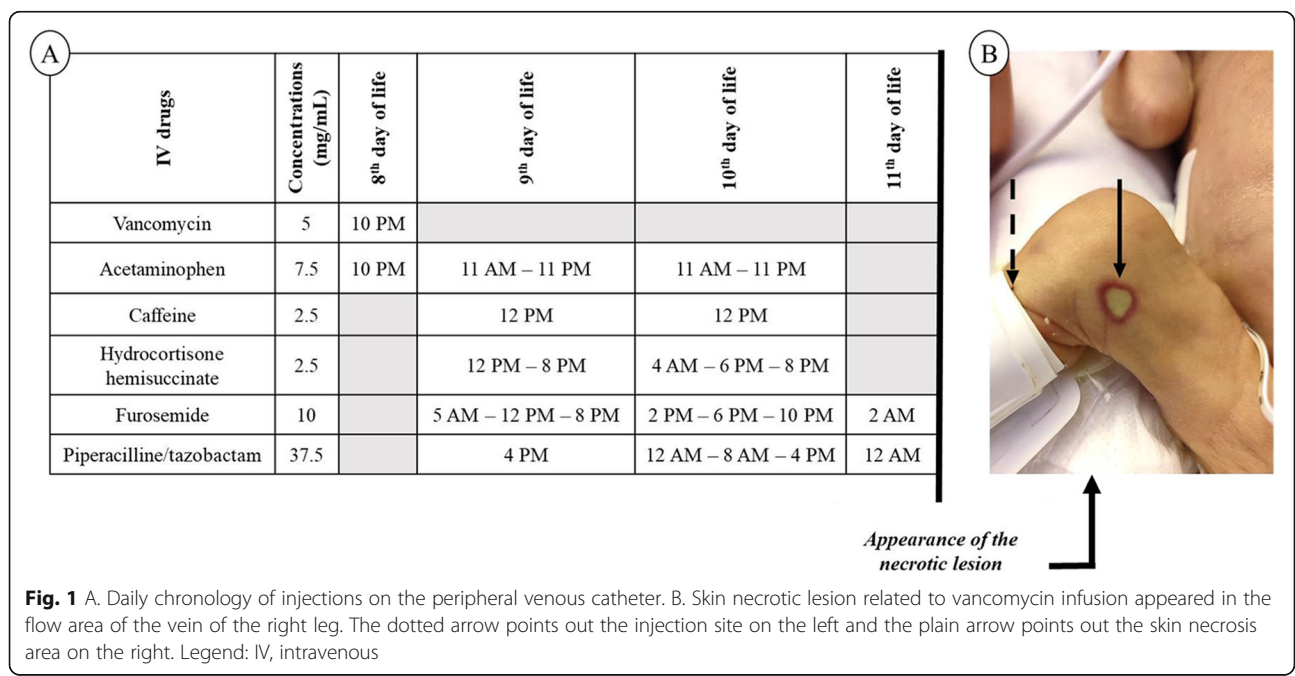 A
IV drugs
Concentrations
(mg/mL)
8th day of life
9th day of life
10th day of life
11th day of life
Vancomycin 5 10 PM
Acetaminophen 7.5 10 PM 11 AM – 11 PM 11 AM – 11 PM
Caffeine 2.5 12 PM 12 PM
Hydrocortisone
hemisuccinate 2.5 12 PM – 8 PM 4 AM – 6 PM – 8 PM
Furosemide 10 5 AM – 12 PM – 8 PM 2 PM – 6 PM – 10 PM 2 AM
Piperacilline/tazobactam 37.5 4 PM 12 AM – 8 AM – 4 PM 12 AM
B
Appearance of the
necrotic lesion
Fig. 1 A. Daily chronology of injections on the peripheral venous catheter. B. Skin necrotic lesion related to vancomycin infusion appeared in the
flow area of the vein of the right leg. The dotted arrow points out the injection site on the left and the plain arrow points out the skin necrosis
area on the right. Legend: IV, intravenous